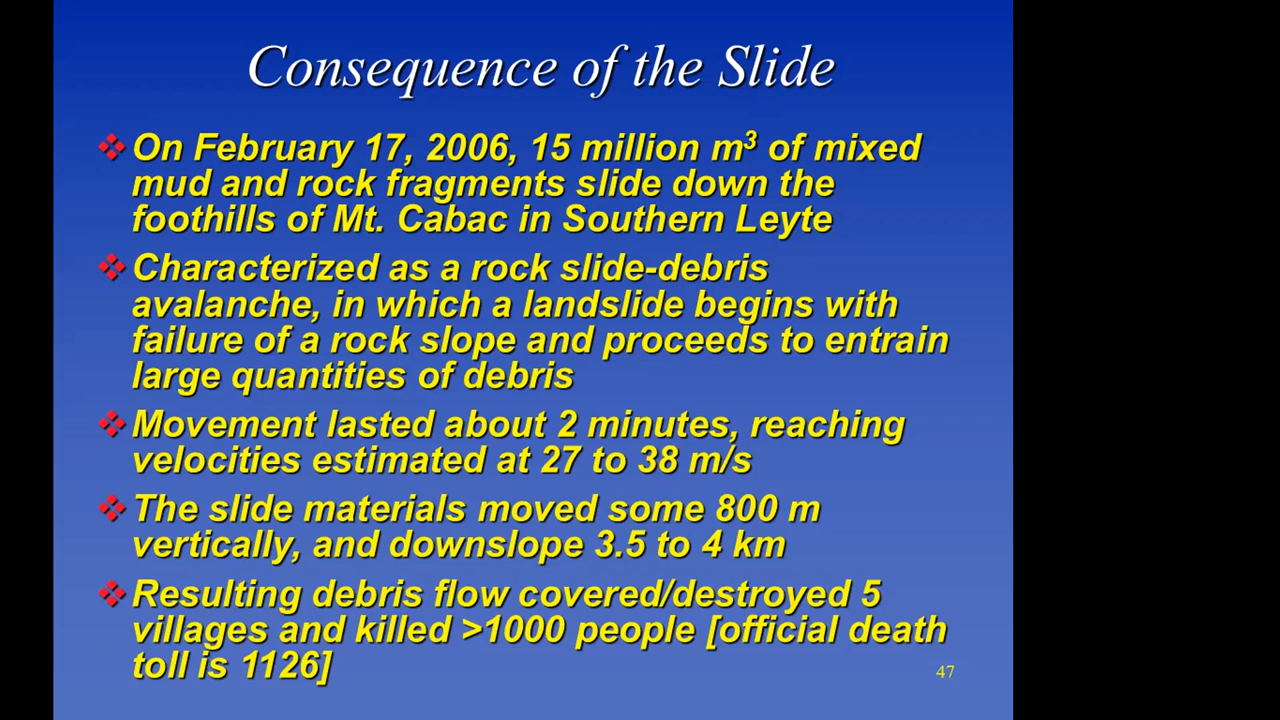 Consequence of the Slide
On February 17, 2006, 15 million m³ of mixed
mud and rock fragments slide down the
foothills of Mt. Cabac in Southern Leyte
Characterized as a rock slide-debris
avalanche, in which a landslide begins with
failure of a rock slope and proceeds to entrain
large quantities of debris
Movement lasted about 2 minutes, reaching
velocities estimated at 27 to 38 m/s
The slide materials moved some 800 m
vertically, and downslope 3.5 to 4 km
Resulting debris flow covered/destroyed 5
villages and killed >1000 people [official death
toll is 1126]
47